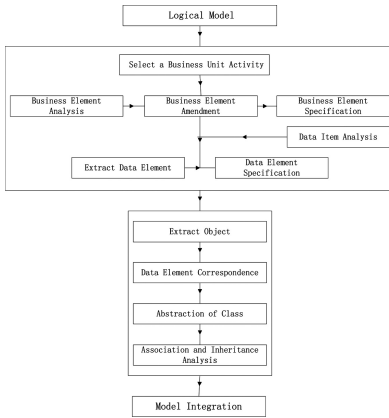 Logical Model
Select a Business Unit Activity
Business Element
Analysis
Business Element
Amendment
Business Element
Specification
Data Item Analysis
Extract Data Element
Data Element
Specification
Extract Object
Data Element Correspondence
Abstraction of Class
Association and Inheritance
Analysis
Model Integration